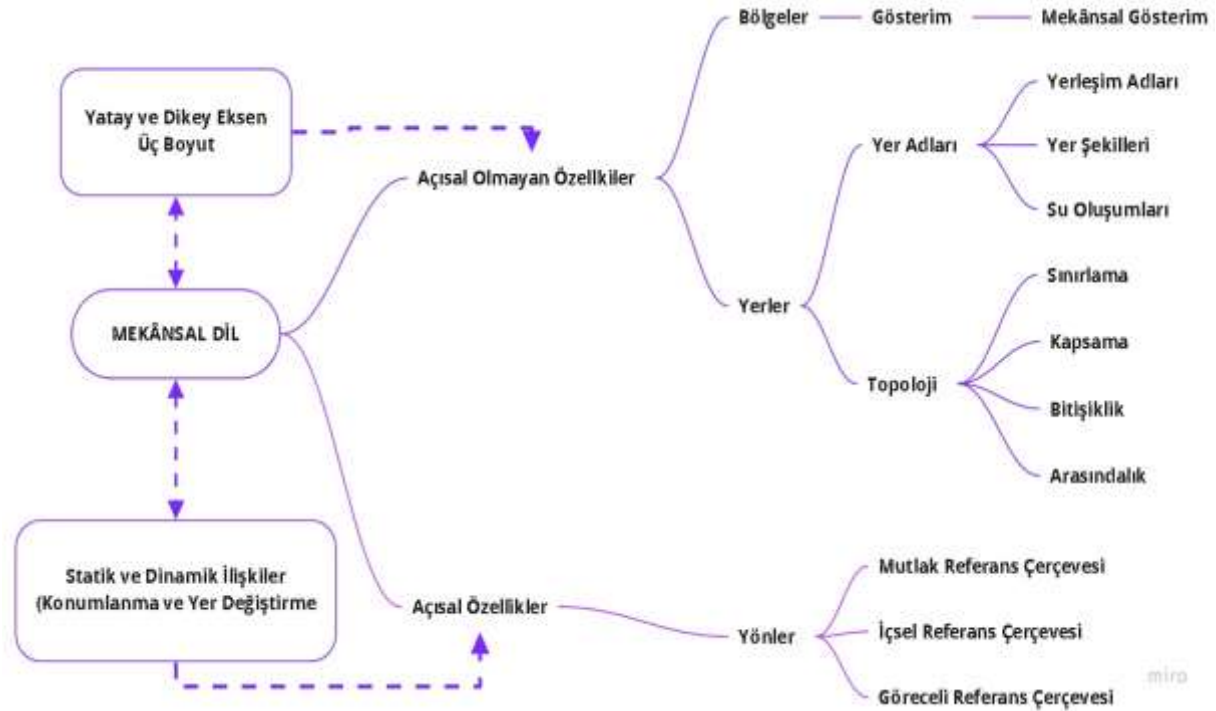 Bölgeler
Gösterim
Mekânsal Gösterim
Yatay ve Dikey Eksen
Üç Boyut
Yerleşim Adları
Yer Adları
Yer Şekilleri
Açısal Olmayan Özellkiler
Su Oluşumları
Sınırlama
Yerler
MEKÂNSAL DİL
Kapsama
Topoloji
Bitişiklik
Arasındalık
Statik ve Dinamik İlişkiler
(Konumlanma ve Yer Değiştirme
Mutlak Referans Çerçevesi
Açısal Özellikler
Yönler
İçsel Referans Çerçevesi
Göreceli Referans Çerçevesi
miro